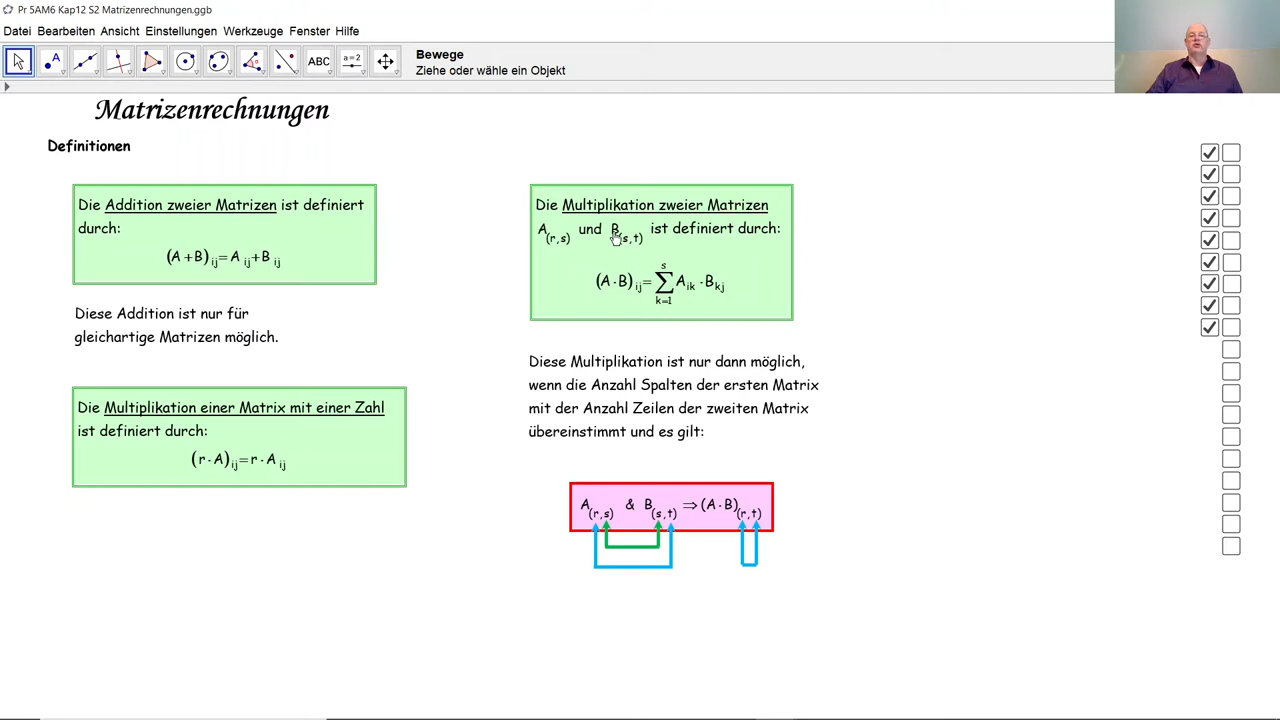 Pr 5AM6 Kap12 S2 Matrizenrechnungen.ggb
Datei Bearbeiten Ansicht Einstellungen Werkzeuge Fenster Hilfe
A
ABC
a=2
Bewege
Ziehe oder wähle ein Objekt
Matrizenrechnungen
Definitionen
Die Addition zweier Matrizen ist definiert
durch:
(A+B) ij=A ij+B ij
Diese Addition ist nur für
gleichartige Matrizen möglich.
Die Multiplikation einer Matrix mit einer Zahl
ist definiert durch:
(r·A) ij=r·A ij
Die Multiplikation zweier Matrizen
A(r,s) und B(s,t) ist definiert durch:
(A·B) ij=∑ s k=1 Aik·Bkj
Diese Multiplikation ist nur dann möglich,
wenn die Anzahl Spalten der ersten Matrix
mit der Anzahl Zeilen der zweiten Matrix
übereinstimmt und es gilt:
A(r,s) & B(s,t) ⇒(A·B)(r,t)